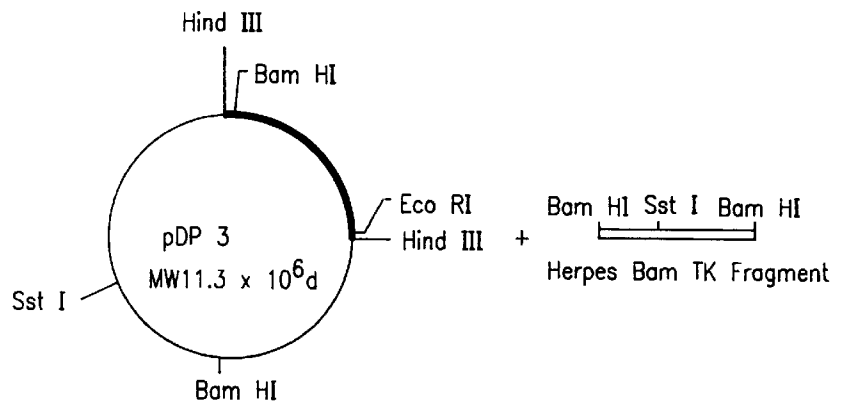 Hind III
Bam HI
Eco RI
Hind III
pDP 3
MW11.3 x 10⁶d
Sst I
Bam HI
+
Bam HI Sst I Bam HI
Herpes Bam TK Fragment